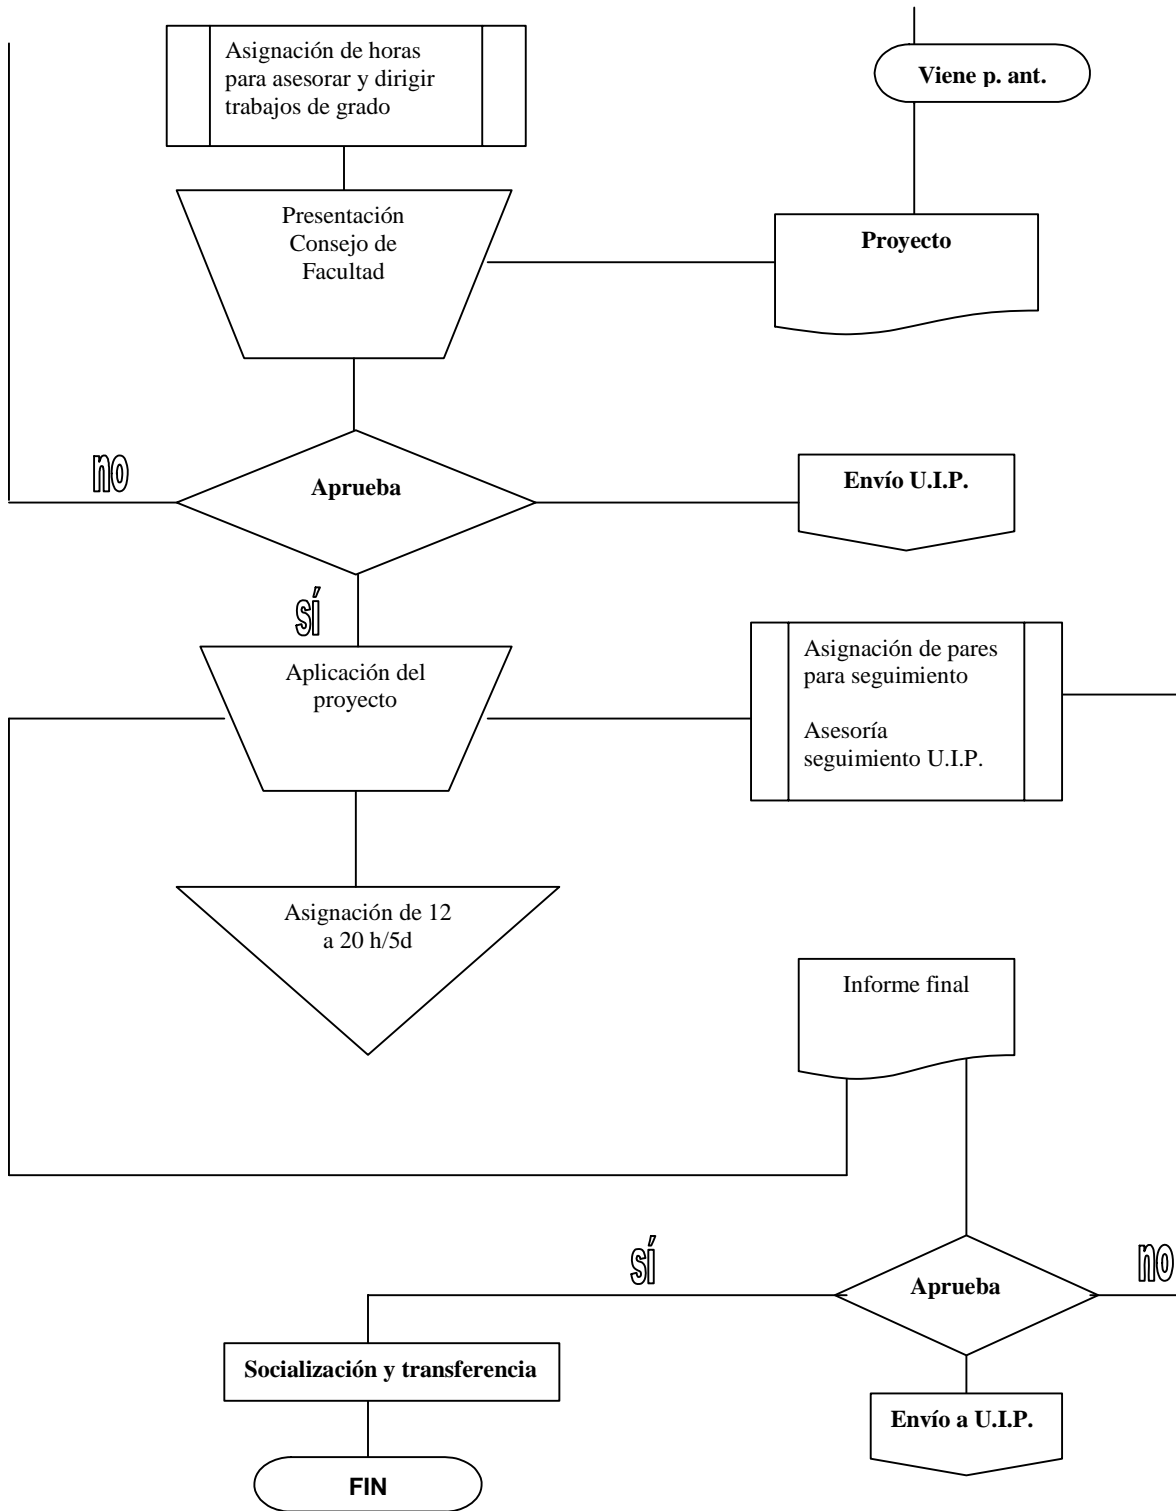 Asignación de horas
para asesorar y dirigir
trabajos de grado
Viene p. ant.
Presentación
Consejo de
Facultad
Proyecto
no
Aprueba
Envío U.I.P.
sí
Aplicación del
proyecto
Asignación de pares
para seguimiento
Asesoría
seguimiento U.I.P.
Asignación de 12
a 20 h/5d
Informe final
sí
Aprueba
no
Socialización y transferencia
Envío a U.I.P.
FIN